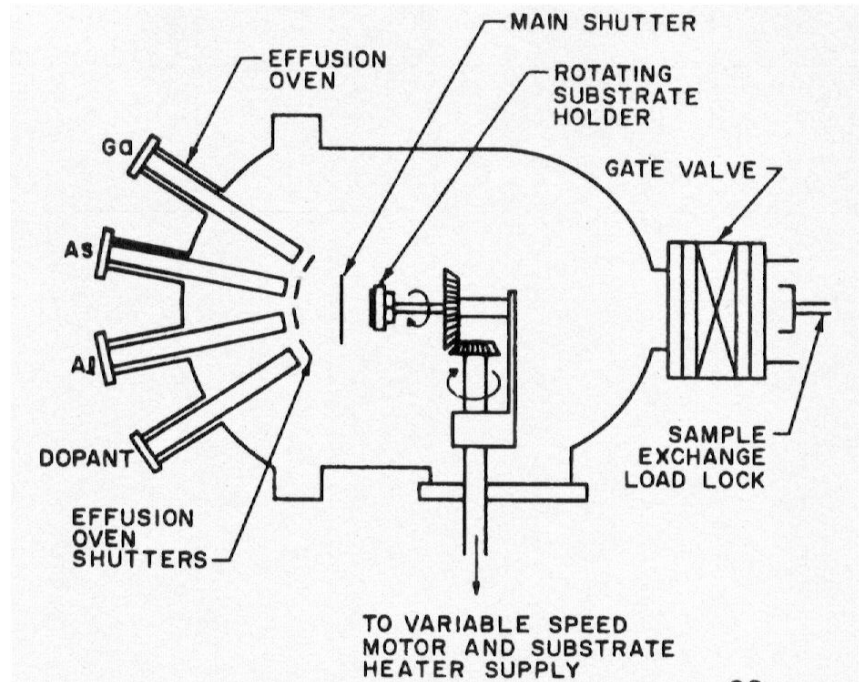 MAIN SHUTTER
EFFUSION
OVEN
ROTATING
SUBSTRATE
HOLDER
Ga
GATE VALVE
As
Al
DOPANT
SAMPLE
EXCHANGE
LOAD LOCK
EFFUSION
OVEN
SHUTTERS
TO VARIABLE SPEED
MOTOR AND SUBSTRATE
HEATER SUPPLY